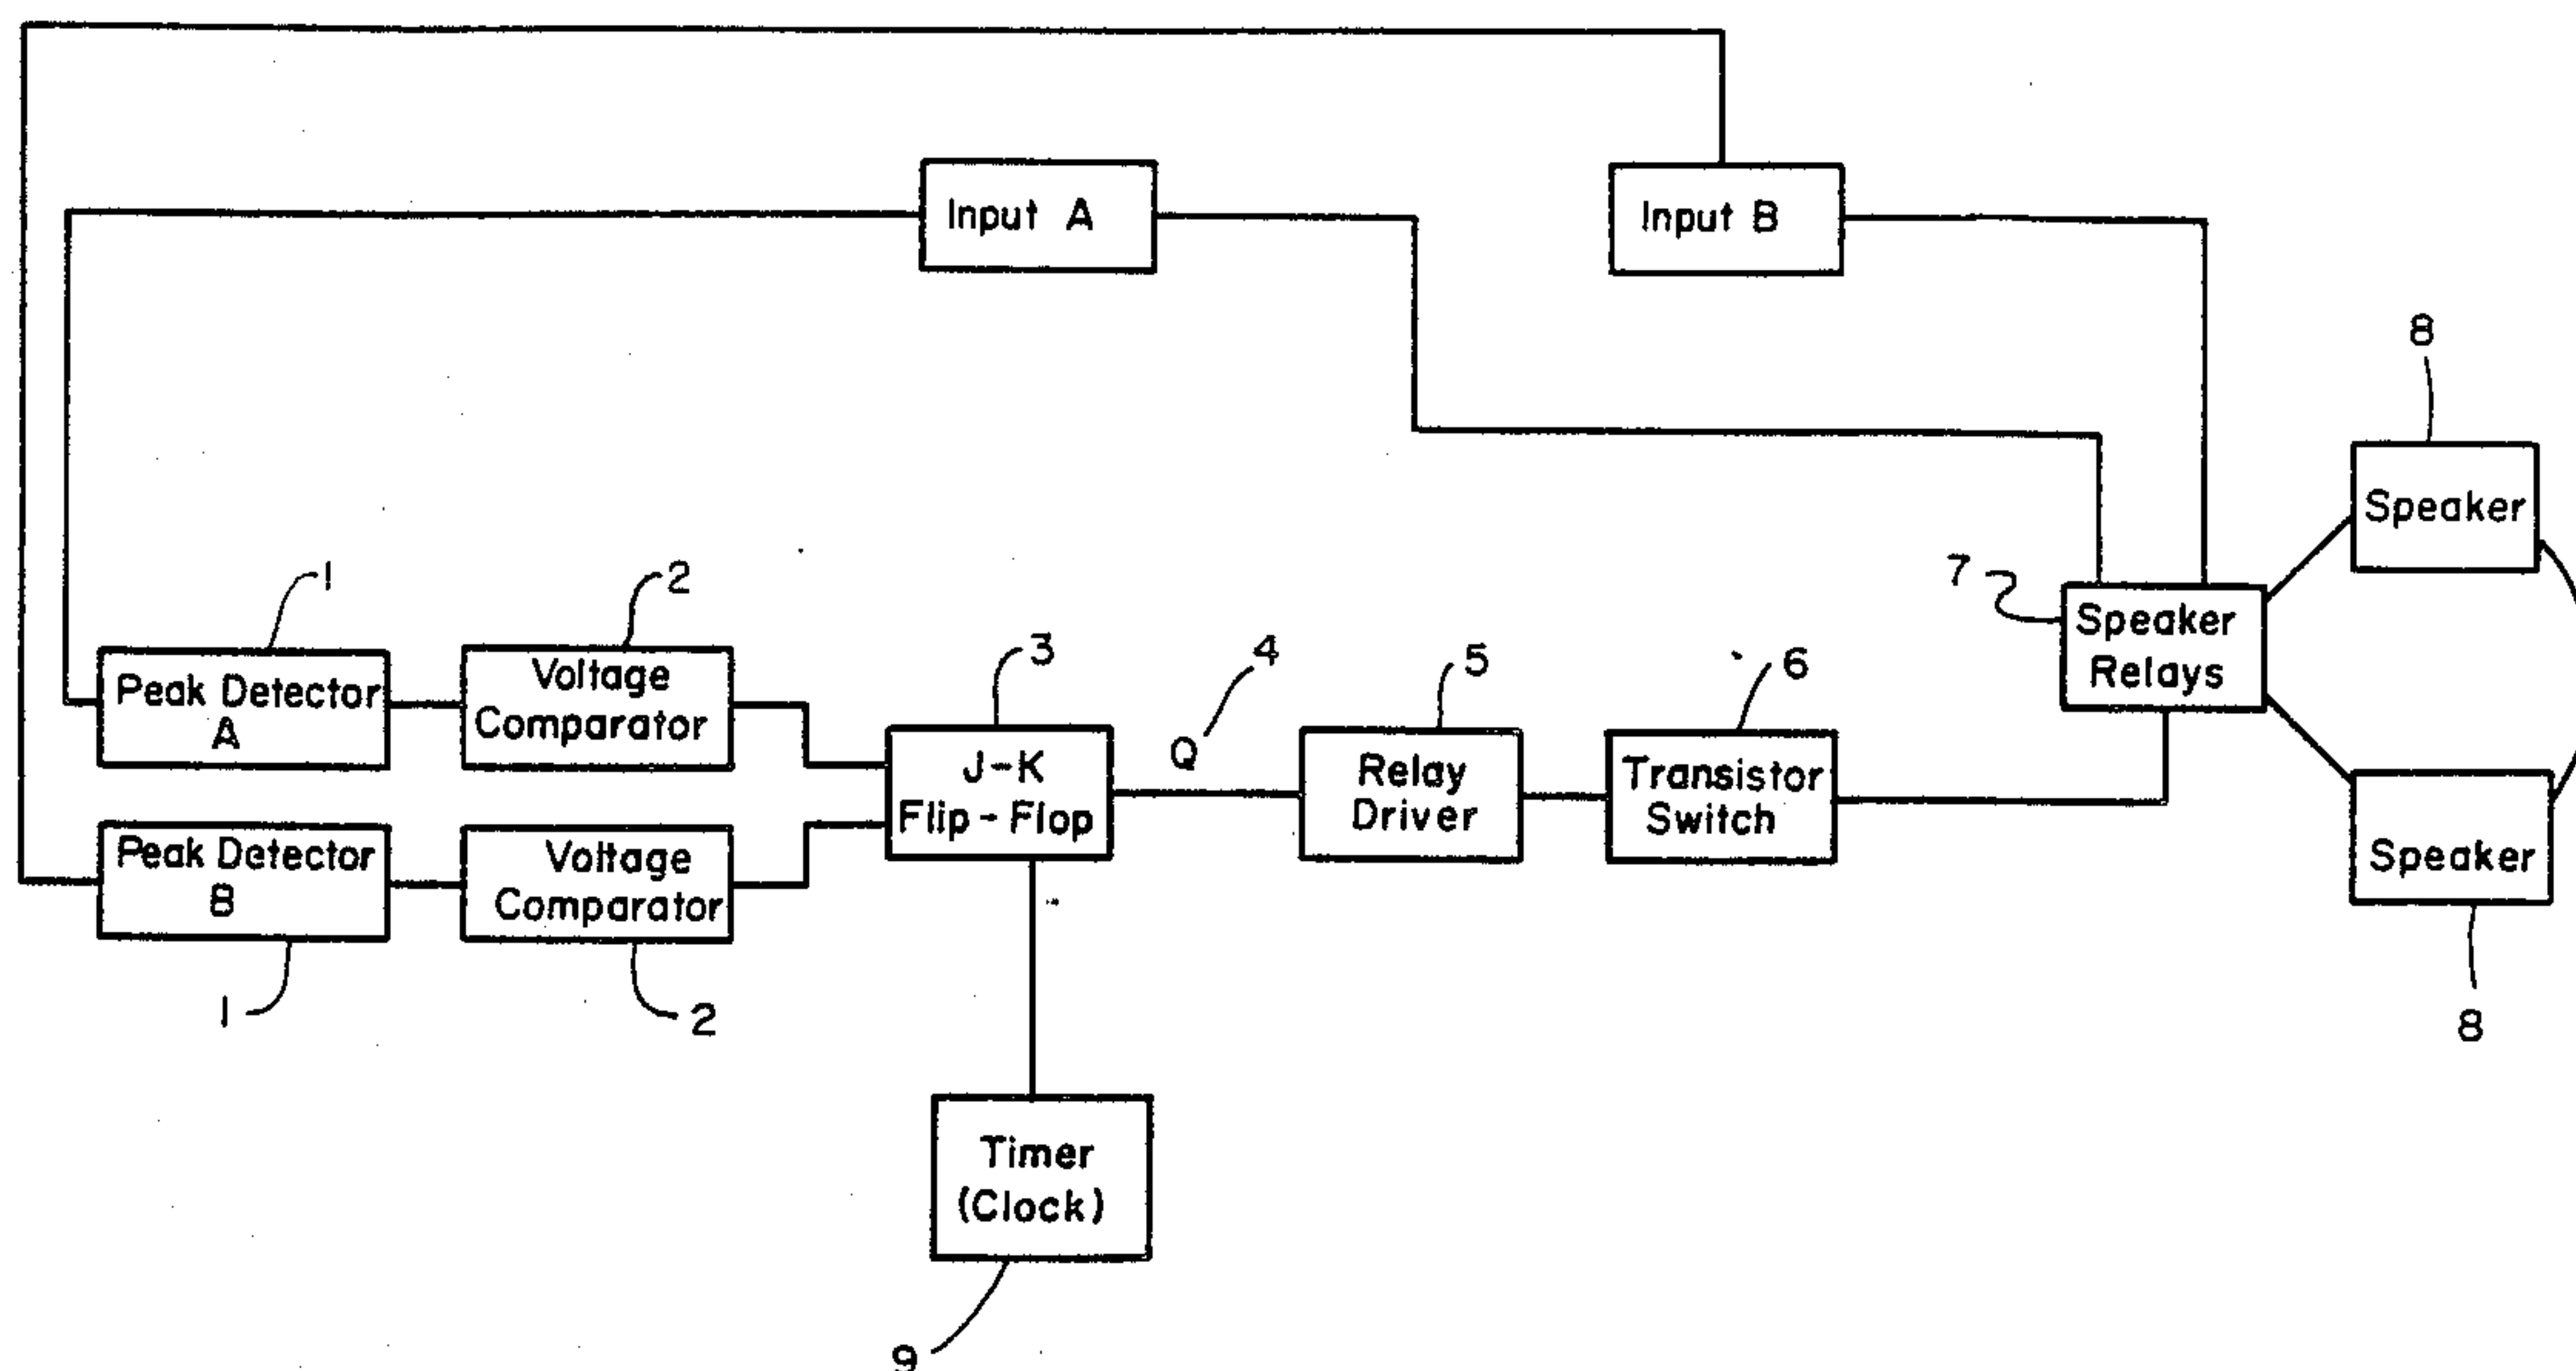 Input A
Input B
8
Speaker
7
Speaker
Relays
1
2
3
4
5
6
Peak Detector
A
Voltage
Comparator
J-K
Flip-Flop
Q
Relay
Driver
Transistor
Switch
Peak Detector
B
Voltage
Comparator
Speaker
1
2
8
Timer
(Clock)
9